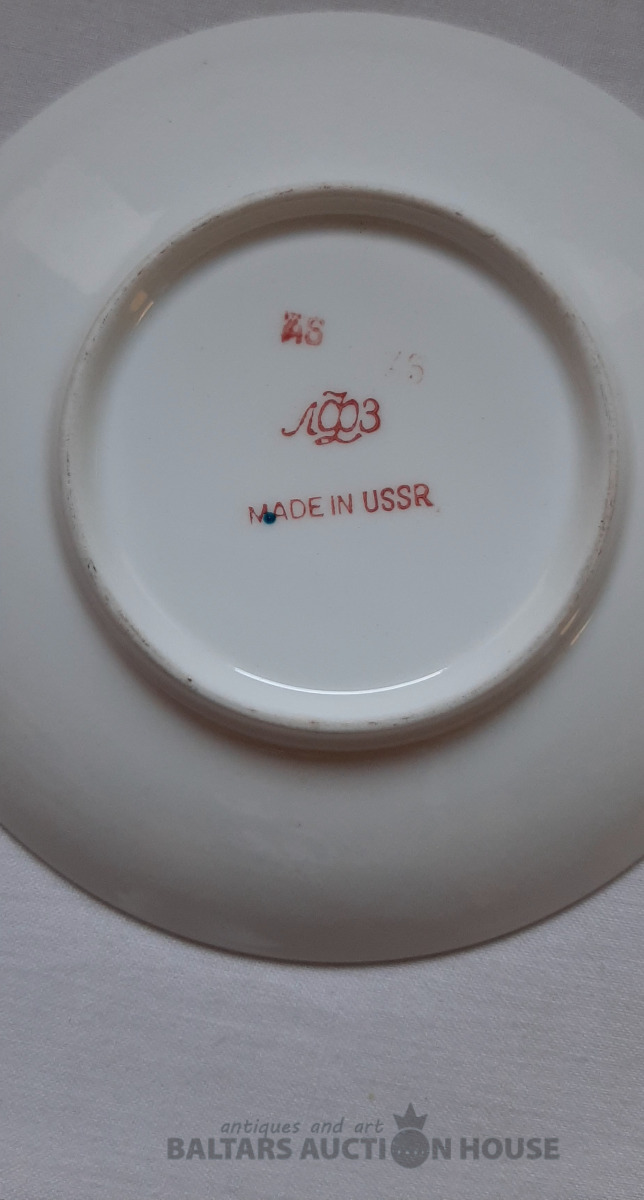 48
ЛФЗ
MADE IN USSR
antiques and art
BALTARS AUCTION HOUSE